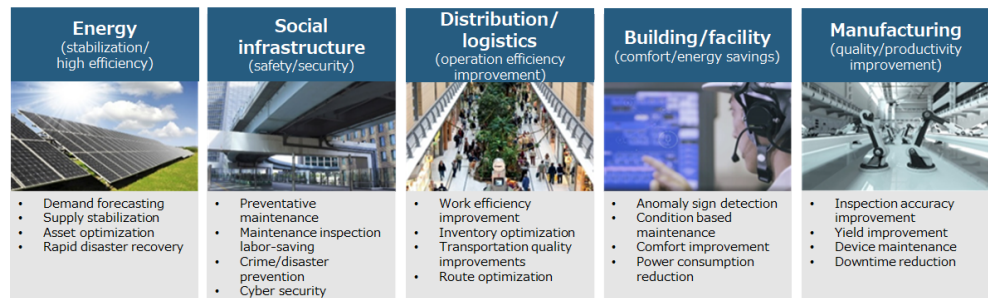 Energy
(stabilization/
high efficiency)
• Demand forecasting
• Supply stabilization
• Asset optimization
• Rapid disaster recovery
Social
infrastructure
(safety/security)
• Preventative
maintenance
• Maintenance inspection
labor-saving
• Crime/disaster
prevention
• Cyber security
Distribution/
logistics
(operation efficiency
improvement)
• Work efficiency
improvement
• Inventory optimization
• Transportation quality
improvements
• Route optimization
Building/facility
(comfort/energy savings)
• Anomaly sign detection
• Condition based
maintenance
• Comfort improvement
• Power consumption
reduction
Manufacturing
(quality/productivity
improvement)
• Inspection accuracy
improvement
• Yield improvement
• Device maintenance
• Downtime reduction